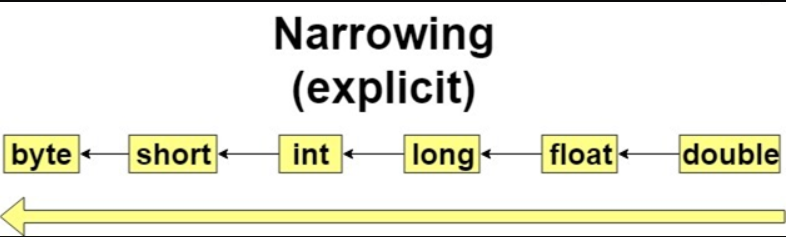 Narrowing
(explicit)
byte short int long float double